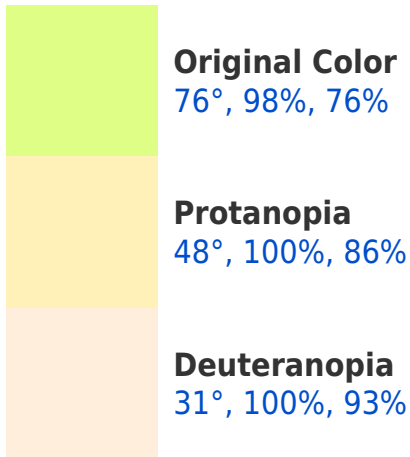 Original Color
76°, 98%, 76%
Protanopia
48°, 100%, 86%
Deuteranopia
31°, 100%, 93%